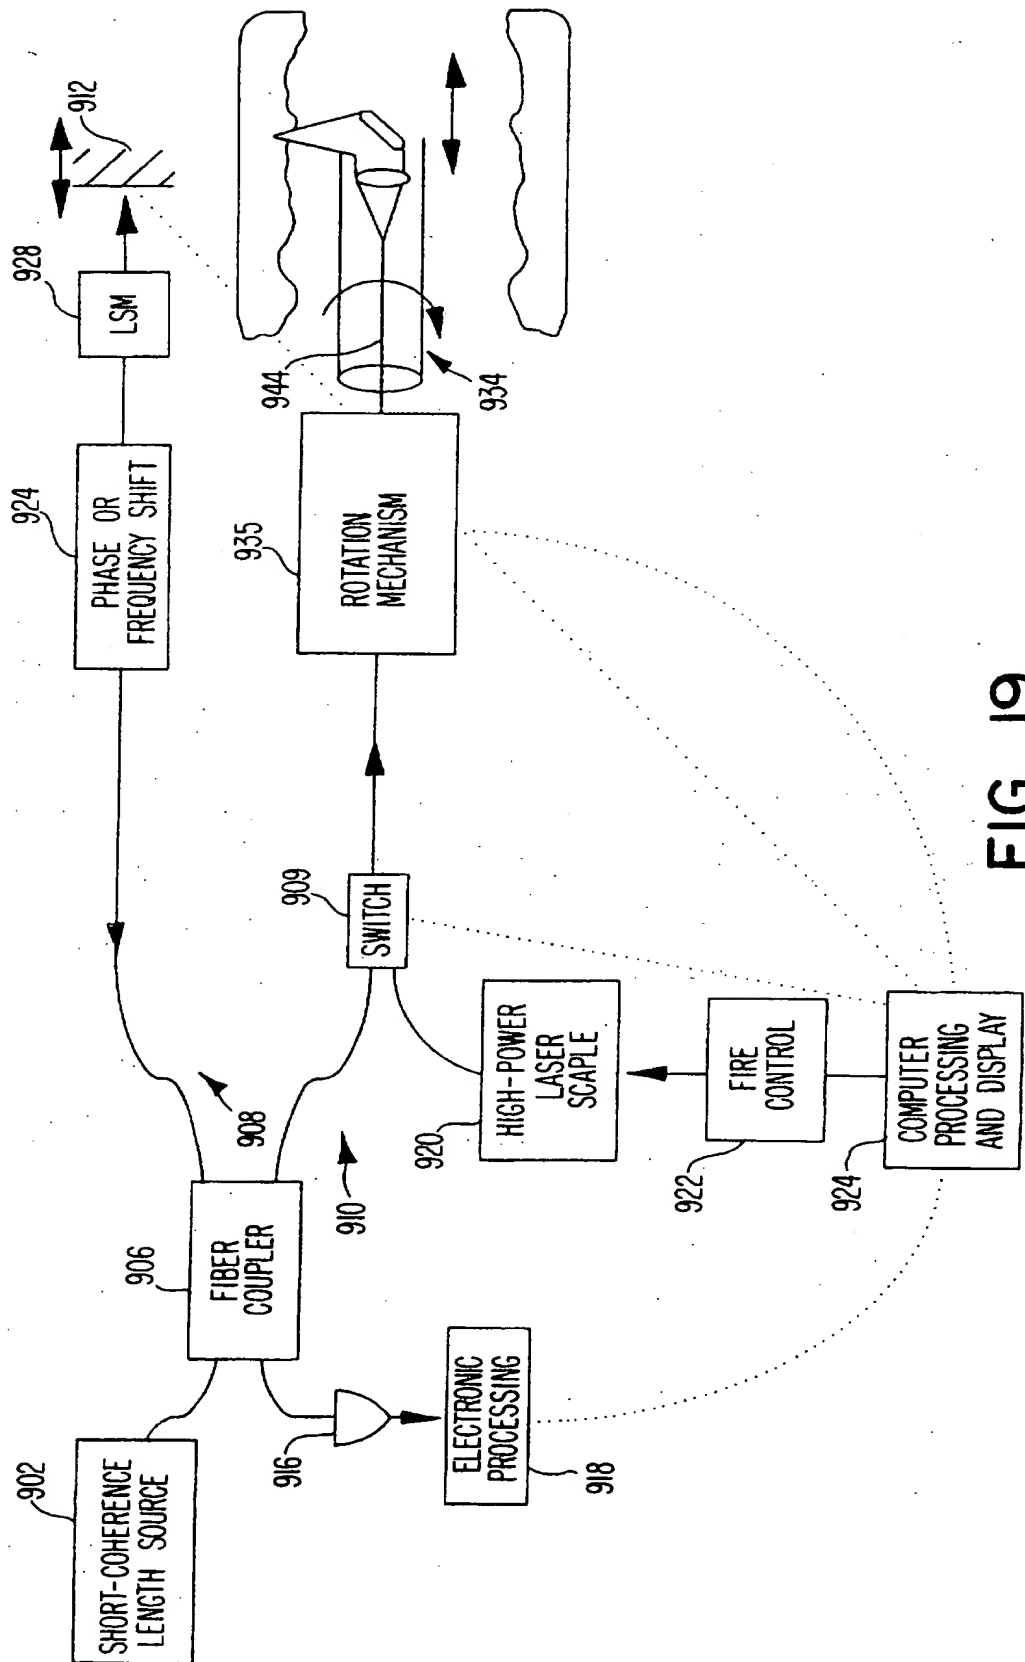 902
SHORT-COHERENCE
LENGTH SOURCE
906
FIBER
COUPLER
916
ELECTRONIC
PROCESSING
918
908
910
924
PHASE OR
FREQUENCY SHIFT
928
LSM
912
909
SWITCH
935
ROTATION
MECHANISM
944
934
920
HIGH-POWER
LASER
SCAPLE
922
FIRE
CONTROL
924
COMPUTER
PROCESSING
AND DISPLAY
FIG 19